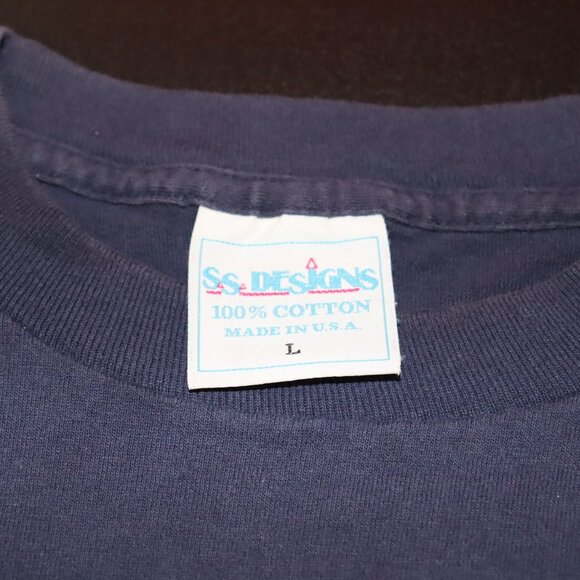 S.S. DESIGNS
100% COTTON
MADE IN U.S.A.
L